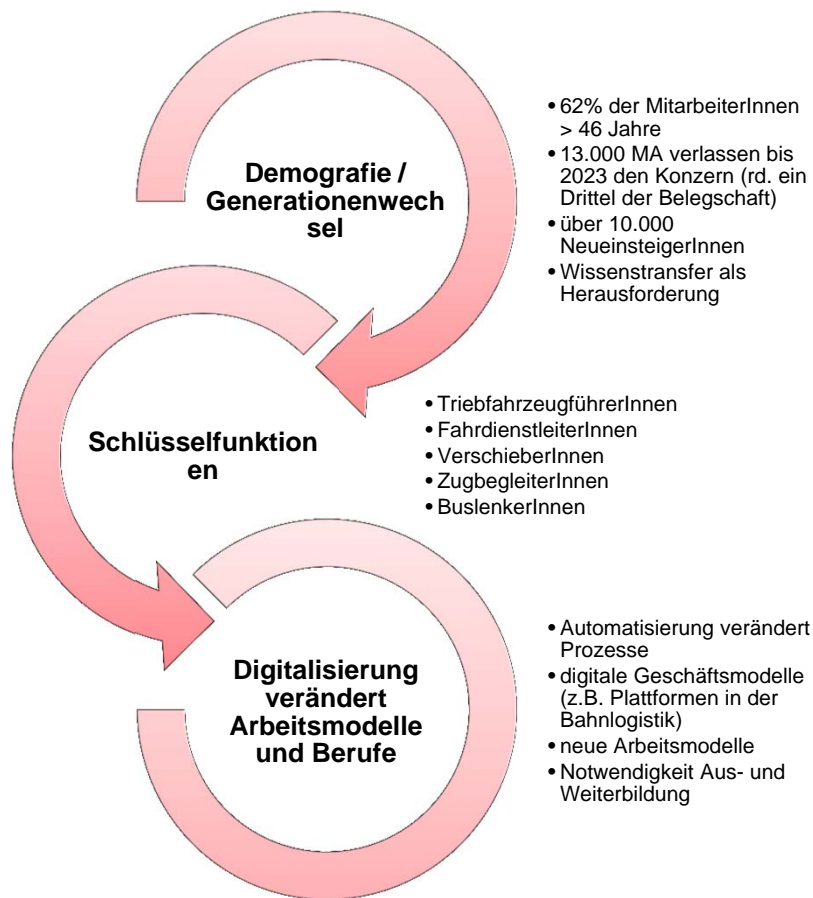 Demografie /
Generationenwech
sel
• 62% der MitarbeiterInnen
> 46 Jahre
• 13.000 MA verlassen bis
2023 den Konzern (rd. ein
Drittel der Belegschaft)
• über 10.000
NeueinsteigerInnen
• Wissenstransfer als
Herausforderung
Schlüsselfunktion
en
• TriebfahrzeugführerInnen
• FahrdienstleiterInnen
• VerschieberInnen
• ZugbegleiterInnen
• BuslenkerInnen
Digitalisierung
verändert
Arbeitsmodelle
und Berufe
• Automatisierung verändert
Prozesse
• digitale Geschäftsmodelle
(z.B. Plattformen in der
Bahnlogistik)
• neue Arbeitsmodelle
• Notwendigkeit Aus- und
Weiterbildung